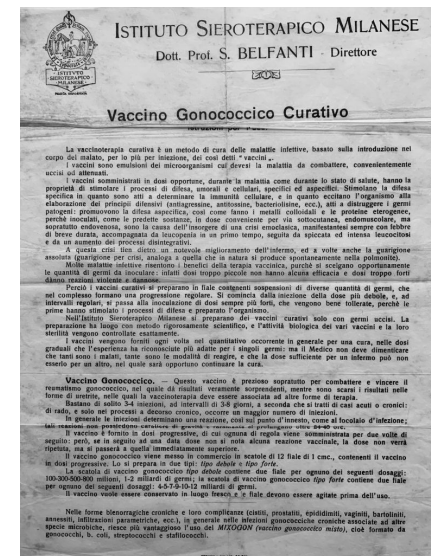 ISTITUTO SIEROTERAPICO MILANESE
Dott. Prof. S. BELFANTI - Direttore
ISTITUTO
SIEROTERAPICO
MILANESE
Vaccino Gonococcico Curativo
La vaccinoterapia curativa è un metodo di cura delle malattie infettive, basato sulla introduzione nel
corpo del malato, per lo più per iniezione, dei così detti " vaccini „.
I vaccini sono emulsioni dei microorganismi cui devesi la malattia da combattere, convenientemente
uccisi od attenuati.
I vaccini somministrati in dosi opportune, durante la malattia come durante lo stato di salute, hanno la
proprietà di stimolare i processi di difesa, umorali e cellulari, specifici ed aspecifici. Stimolano la difesa
specifica in quanto sono atti a determinare la immunità cellulare, e in quanto eccitano l'organismo alla
elaborazione dei principii difensivi (antiaggressine, antitossine, battericidine, ecc.), atti a distruggere i germi
patogeni: promuovono la difesa aspecifica, così come fanno i metalli colloidali e le proteine eterogenee,
perchè inoculati, come le predette sostanze, in dose conveniente per via sottocutanea, endomuscolare, ma
sopratutto endovenosa, sono la causa dell'insorgere di una crisi emoclasica, manifestantesi sempre con febbre
di breve durata, accompagnata da leucopenia in un primo tempo, seguita da spiccata ed intensa leucocitosi
e da un aumento dei processi disintegrativi.
A questa crisi tien dietro un notevole miglioramento dell'infermo, ed a volte anche la guarigione
assoluta (guarigione per crisi, analoga a quella che in natura si produce spontaneamente nella polmonite).
Molte malattie infettive risentono i benefici della terapia vaccinica, purchè si scelgano opportunamente
le quantità di germi da inoculare: infatti dosi troppo piccole non hanno alcuna efficacia e dosi troppo forti
dànno reazioni violente e dannose.
Perciò i vaccini curativi si preparano in fiale contenenti sospensioni di diverse quantità di germi, che
nel complesso formano una progressione regolare. Si comincia dalla iniezione della dose più debole, e ad
intervalli regolari, si passa alla inoculazione di dosi sempre più forti, che vengono bene tollerate, perchè le
prime hanno stimolato i processi di difesa e preparato l'organismo.
Nell'Istituto Sieroterapico Milanese si preparano dei vaccini curativi solo con germi uccisi. La
preparazione ha luogo con metodo rigorosamente scientifico, e l'attività biologica dei vari vaccini e la loro
sterilità vengono controllate esattamente.
I vaccini vengono forniti ogni volta nel quantitativo occorrente in generale per una cura, nelle dosi
graduali che l'esperienza ha riconosciute più adatte per i singoli germi: ma il Medico non deve dimenticare
che tanti sono i malati, tante sono le modalità di reagire, e che la dose sufficiente per un infermo può non
esserlo per un altro, nel quale sarà opportuno continuare la cura.
Vaccino Gonococcico. — Questo vaccino è prezioso sopratutto per combattere e vincere il
reumatismo gonococcico, nel quale dà risultati veramente sorprendenti, mentre sono scarsi i risultati nelle
forme di uretrite, nelle quali la vaccinoterapia deve essere associata ad altre forme di terapia.
Bastano di solito 3-4 iniezioni, ad intervalli di 3-8 giorni, a seconda che si tratti di casi acuti o cronici:
di rado, e solo nei processi a decorso cronico, occorre un maggior numero di iniezioni.
In generale le iniezioni determinano una reazione, così sul punto d'innesto, come al focolaio d'infezione;
Il vaccino è fornito in dosi progressive, di cui ognuna di regola viene somministrata per due volte di
seguito: però, se in seguito ad una data dose non si nota alcuna reazione vaccinale, la dose non verrà
ripetuta, ma si passerà a quella immediatamente superiore.
Il vaccino gonococcico viene messo in commercio in scatole di 12 fiale di 1 cmc., contenenti il vaccino
in dosi progressive. Lo si prepara in due tipi: tipo debole e tipo forte.
La scatola di vaccino gonococcico tipo debole contiene due fiale per ognuno dei seguenti dosaggi:
100-300-500-800 milioni, 1-2 miliardi di germi; la scatola di vaccino gonococcico tipo forte contiene due fiale
per ognuno dei seguenti dosaggi: 4-5-7-9-10-12 miliardi di germi.
Il vaccino vuole essere conservato in luogo fresco e le fiale devono essere agitate prima dell'uso.
Nelle forme blenorragiche croniche e loro complicanze (cistiti, prostatiti, epididimiti, vaginiti, bartoliniti,
annessiti, infiltrazioni parametriche, ecc.), in generale nelle infezioni gonococciche croniche associate ad altre
specie microbiche, riesce più vantaggioso l'uso del MIXOGON (vaccino gonococcico misto), cioè formato da
gonococchi, b. coli, streptococchi e stafilococchi.